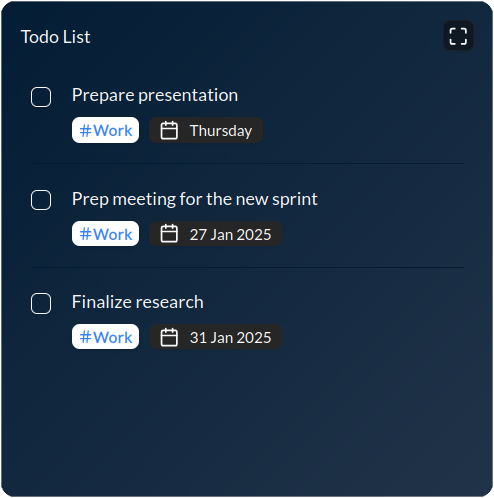 Todo List
Prepare presentation
#Work Thursday
Prep meeting for the new sprint
#Work 27 Jan 2025
Finalize research
#Work 31 Jan 2025